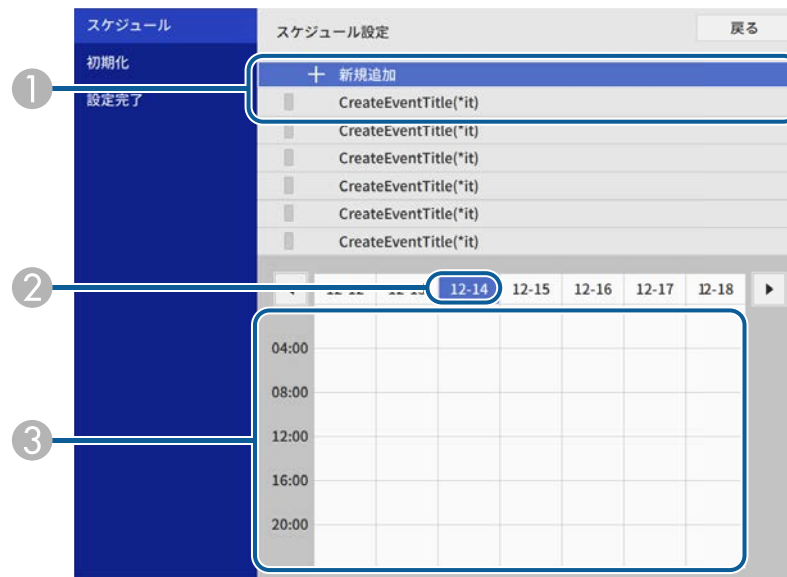 スケジュール
初期化
設定完了
スケジュール設定
戻る
+ 新規追加
CreateEventTitle(*it)
CreateEventTitle(*it)
CreateEventTitle(*it)
CreateEventTitle(*it)
CreateEventTitle(*it)
CreateEventTitle(*it)
12-14 12-15 12-16 12-17 12-18
04:00
08:00
12:00
16:00
20:00
1
2
3